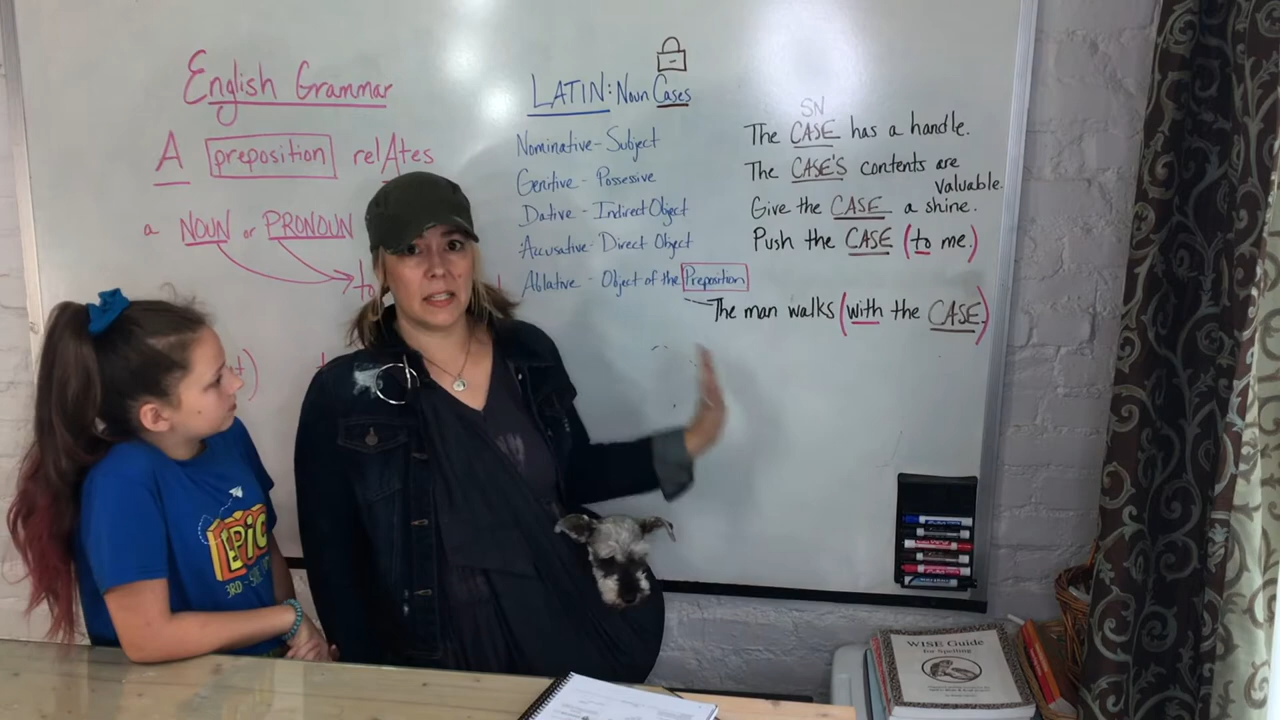 English Grammar
A preposition relAtes
a NOUN or PRONOUN
to
t)
LATIN: Noun Cases
Nominative - Subject
Genitive - Possessive
Dative - Indirect Object
Accusative - Direct Object
Ablative - Object of the Preposition
SN
The CASE has a handle.
The CASE'S contents are
valuable.
Give the CASE a shine.
Push the CASE (to me.)
The man walks (with the CASE.)
EPIC
WISE Guide
for Spelling